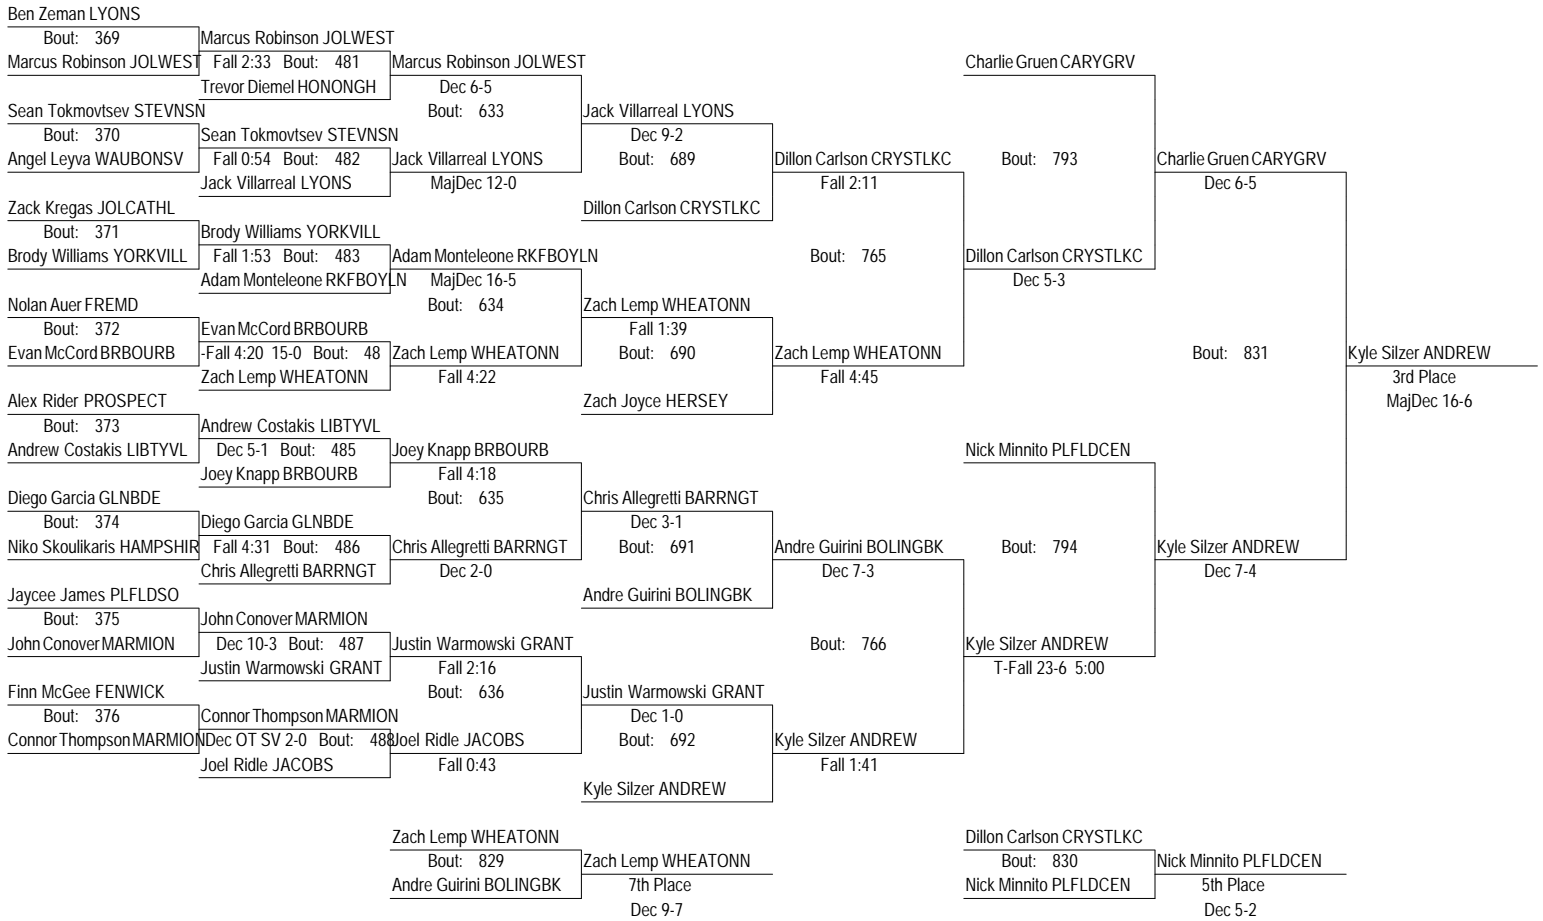 Ben Zeman LYONS
Bout: 369
Marcus Robinson JOLWEST
Marcus Robinson JOLWEST
Fall 2:33 Bout: 481
Trevor Diemel HONONGH
Marcus Robinson JOLWEST
Dec 6-5
Bout: 633
Charlie Gruen CARYGRV
Sean Tokmovtsev STEVNSN
Bout: 370
Angel Leyva WAUBONSV
Sean Tokmovtsev STEVNSN
Fall 0:54 Bout: 482
Jack Villarreal LYONS
Jack Villarreal LYONS
MajDec 12-0
Jack Villarreal LYONS
Dec 9-2
Bout: 689
Dillon Carlson CRYSTLKC
Dillon Carlson CRYSTLKC
Fall 2:11
Bout: 793
Charlie Gruen CARYGRV
Dec 6-5
Zack Kregas JOLCATHL
Bout: 371
Brody Williams YORKVILL
Brody Williams YORKVILL
Fall 1:53 Bout: 483
Adam Monteleone RKFBOYLN
Adam Monteleone RKFBOYLN
MajDec 16-5
Bout: 634
Bout: 765
Dillon Carlson CRYSTLKC
Dec 5-3
Nolan Auer FREMD
Bout: 372
Evan McCord BRBOURB
Evan McCord BRBOURB
-Fall 4:20 15-0 Bout: 48
Zach Lemp WHEATONN
Zach Lemp WHEATONN
Fall 4:22
Zach Lemp WHEATONN
Fall 1:39
Bout: 690
Zach Joyce HERSEY
Zach Lemp WHEATONN
Fall 4:45
Bout: 831
Kyle Silzer ANDREW
3rd Place
MajDec 16-6
Alex Rider PROSPECT
Bout: 373
Andrew Costakis LIBTYVL
Andrew Costakis LIBTYVL
Dec 5-1 Bout: 485
Joey Knapp BRBOURB
Joey Knapp BRBOURB
Fall 4:18
Bout: 635
Nick Minnito PLFLDCEN
Diego Garcia GLNBDE
Bout: 374
Niko Skoulikaris HAMPSHIR
Diego Garcia GLNBDE
Fall 4:31 Bout: 486
Chris Allegretti BARRNGT
Chris Allegretti BARRNGT
Dec 2-0
Chris Allegretti BARRNGT
Dec 3-1
Bout: 691
Andre Guirini BOLINGBK
Andre Guirini BOLINGBK
Dec 7-3
Bout: 794
Kyle Silzer ANDREW
Dec 7-4
Jaycee James PLFLDSO
Bout: 375
John Conover MARMION
John Conover MARMION
Dec 10-3 Bout: 487
Justin Warmowski GRANT
Justin Warmowski GRANT
Fall 2:16
Bout: 636
Bout: 766
Kyle Silzer ANDREW
T-Fall 23-6 5:00
Finn McGee FENWICK
Bout: 376
Connor Thompson MARMION
Connor Thompson MARMION
Dec OT SV 2-0 Bout: 488
Joel Ridle JACOBS
Joel Ridle JACOBS
Fall 0:43
Justin Warmowski GRANT
Dec 1-0
Bout: 692
Kyle Silzer ANDREW
Kyle Silzer ANDREW
Fall 1:41
Zach Lemp WHEATONN
Bout: 829
Andre Guirini BOLINGBK
Zach Lemp WHEATONN
7th Place
Dec 9-7
Dillon Carlson CRYSTLKC
Bout: 830
Nick Minnito PLFLDCEN
Nick Minnito PLFLDCEN
5th Place
Dec 5-2